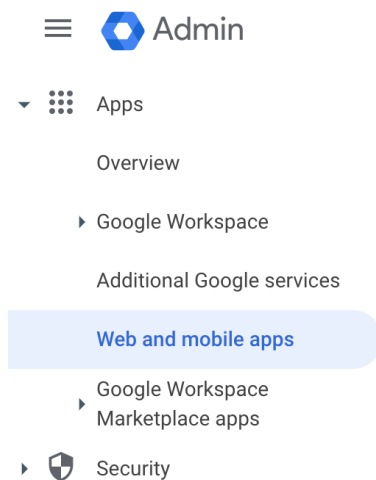 Admin
Apps
Overview
Google Workspace
Additional Google services
Web and mobile apps
Google Workspace
Marketplace apps
Security